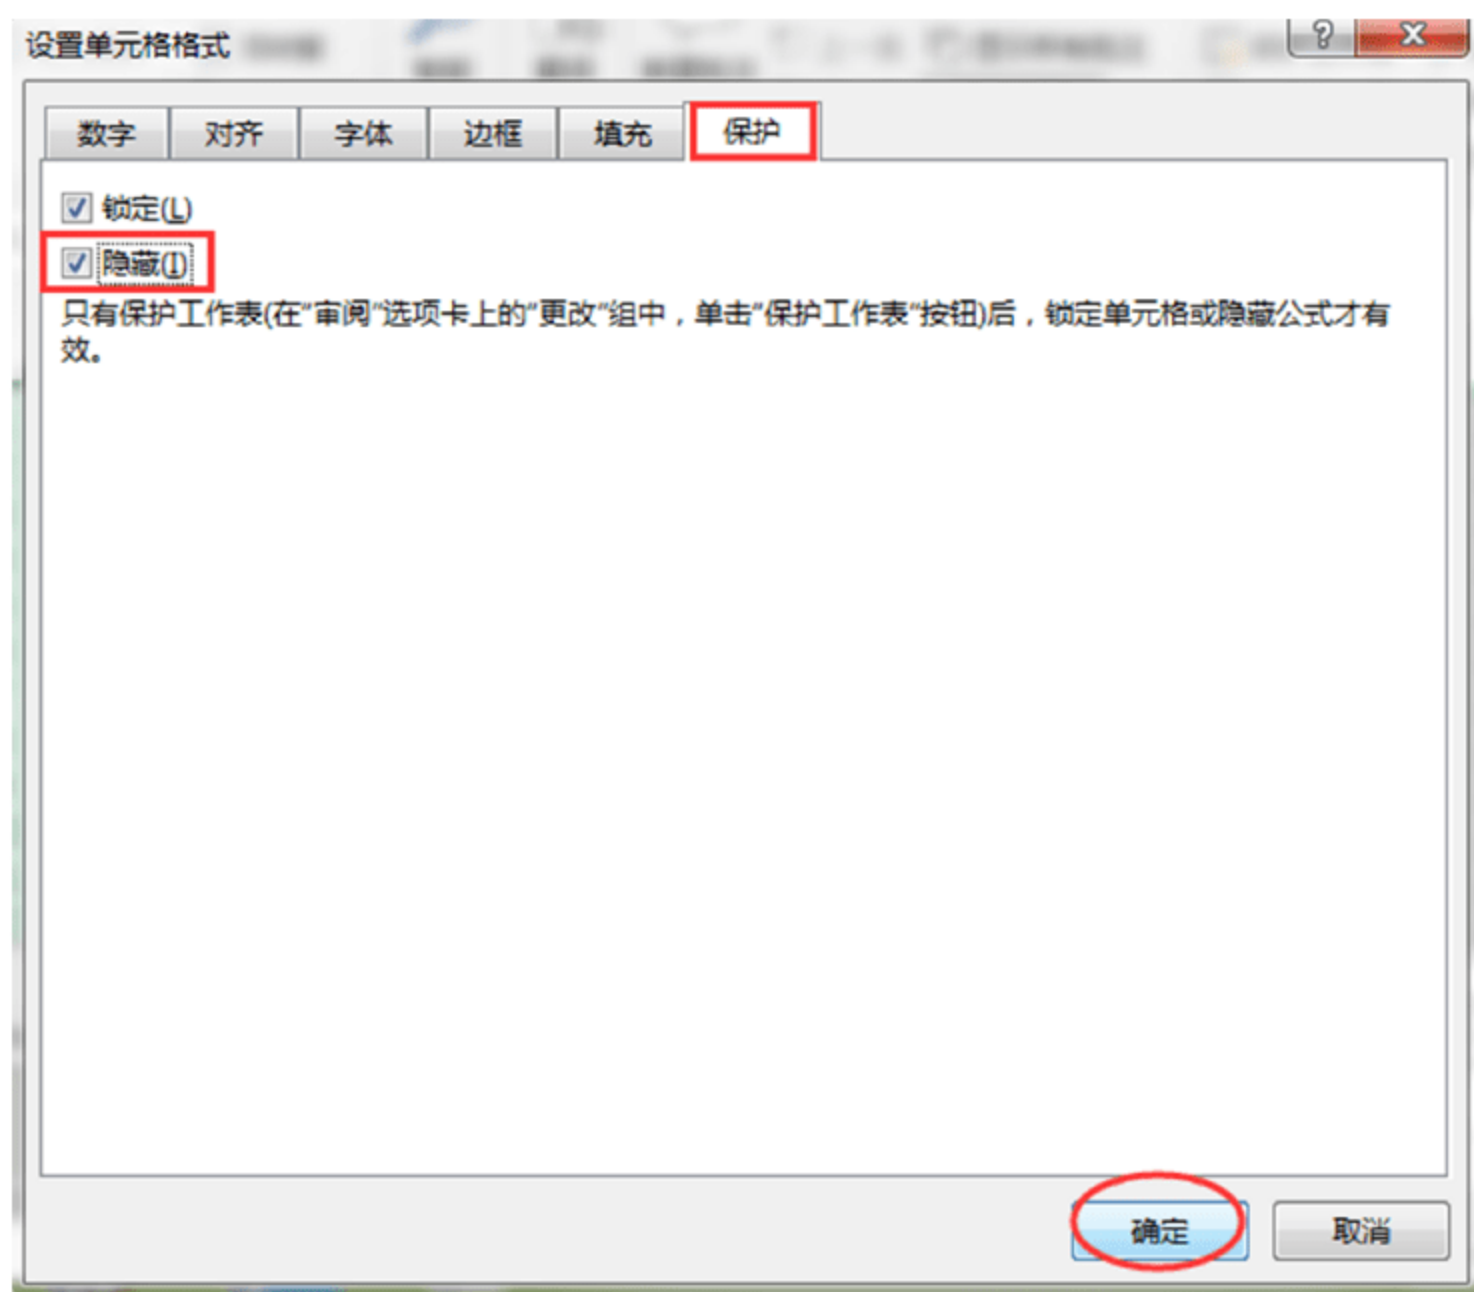 设置单元格格式
数字 对齐 字体 边框 填充 保护
锁定(L)
隐藏(I)
只有保护工作表(在"审阅"选项卡上的"更改"组中，单击"保护工作表"按钮)后，锁定单元格或隐藏公式才有
效。
确定 取消